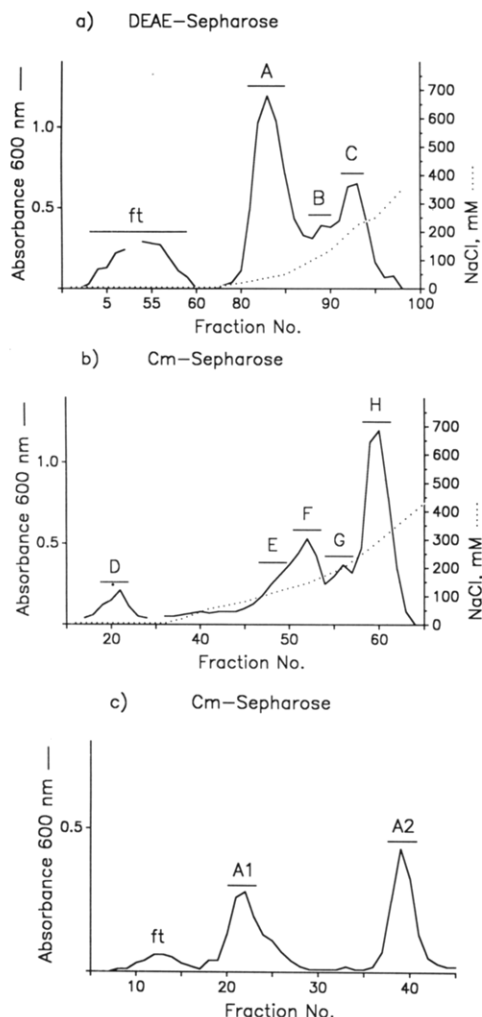 a) DEAE–Sepharose
Absorbance 600 nm —
1.0
0.5
ft
A
B
C
700
600
500
400
300
200
100
0
NaCl, mM .....
5 55 60 80 90 100
Fraction No.
b) Cm–Sepharose
Absorbance 600 nm —
1.0
0.5
D
E
F
G
H
700
600
500
400
300
200
100
0
NaCl, mM .....
20 40 50 60
Fraction No.
c) Cm–Sepharose
Absorbance 600 nm —
0.5
ft
A1
A2
10 20 30 40
Fraction No.